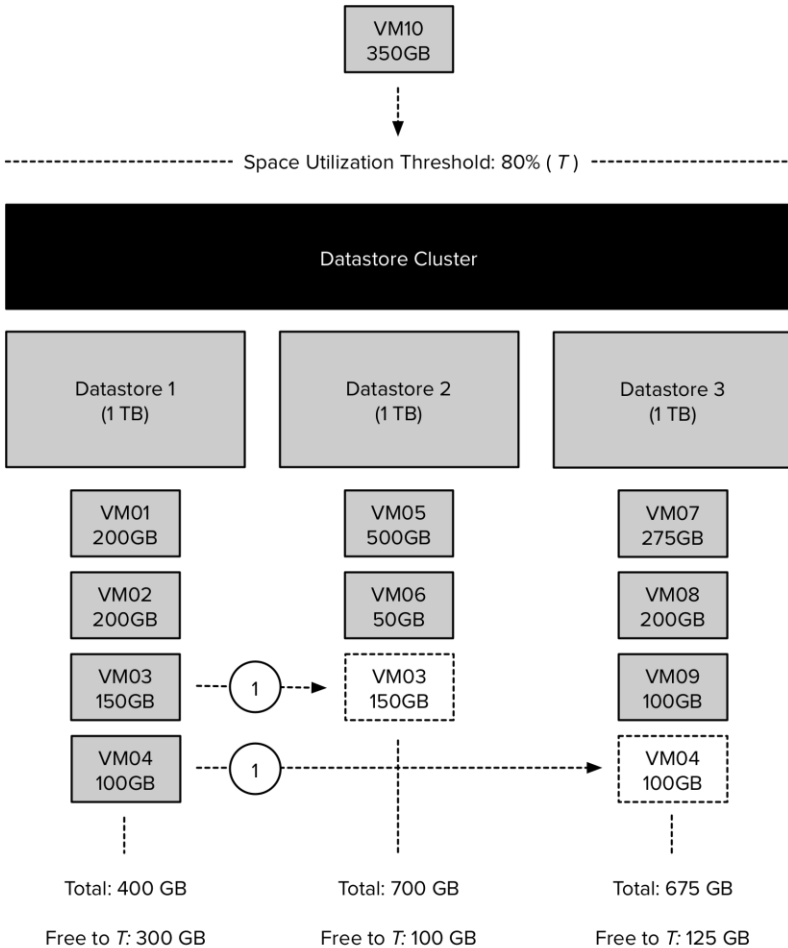 VM10
350GB
Space Utilization Threshold: 80% ( T )
Datastore Cluster
Datastore 1
(1 TB)
Datastore 2
(1 TB)
Datastore 3
(1 TB)
VM01
200GB
VM05
500GB
VM07
275GB
VM02
200GB
VM06
50GB
VM08
200GB
VM03
150GB
1
VM03
150GB
VM09
100GB
VM04
100GB
1
VM04
100GB
Total: 400 GB
Total: 700 GB
Total: 675 GB
Free to T: 300 GB
Free to T: 100 GB
Free to T: 125 GB